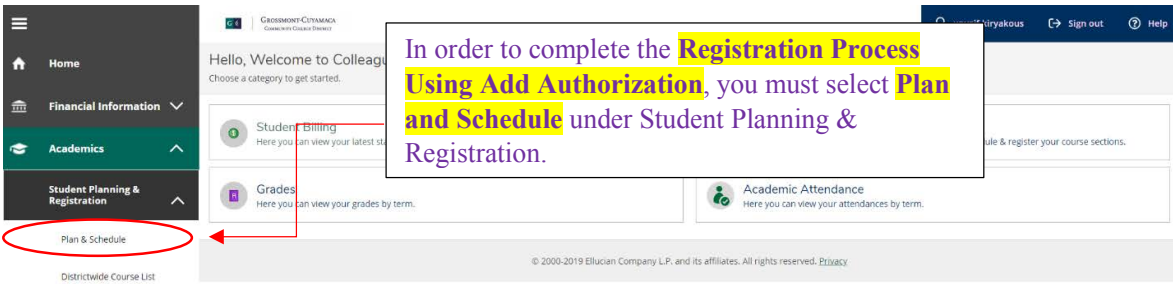 GROSSMONT-CUYAMACA
COMMUNITY COLLEGE DISTRICT
kiryakous
Sign out
Help
Home
Financial Information
Academics
Student Planning &
Registration
Plan & Schedule
Districtwide Course List
Hello, Welcome to Colleagu
Choose a category to get started.
In order to complete the Registration Process
Using Add Authorization, you must select Plan
and Schedule under Student Planning &
Registration.
Student Billing
Here you can view your latest sta
ule & register your course sections.
Grades
Here you can view your grades by term.
Academic Attendance
Here you can view your attendances by term.
© 2000-2019 Ellucian Company L.P. and its affiliates. All rights reserved. Privacy